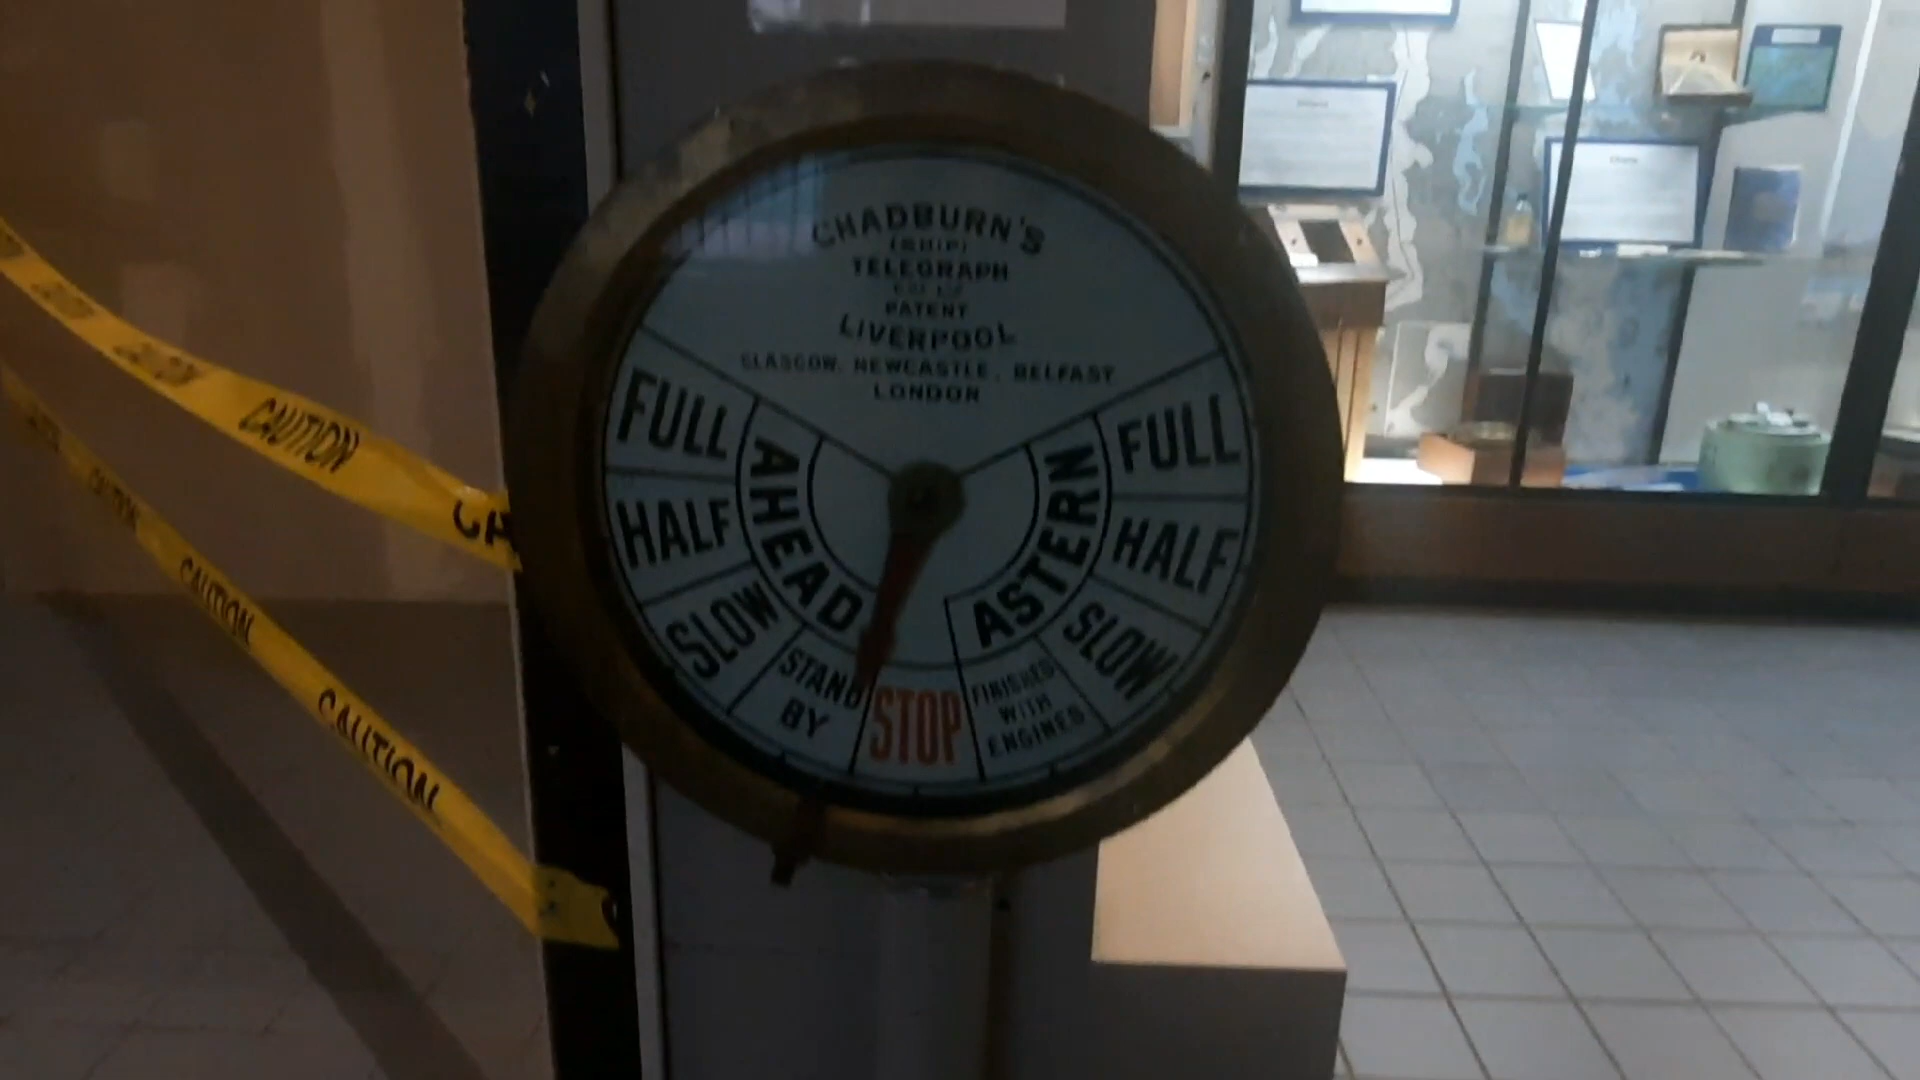 CHADBURN'S
(SHIP)
TELEGRAPH
PATENT
LIVERPOOL
GLASGOW. NEWCASTLE. BELFAST
LONDON
FULL
HALF
SLOW
AHEAD
STAND
BY
STOP
FINISHED
WITH
ENGINES
ASTERN
FULL
HALF
SLOW
CAUTION
CA
CAUTION
CAUTION
CAUTION